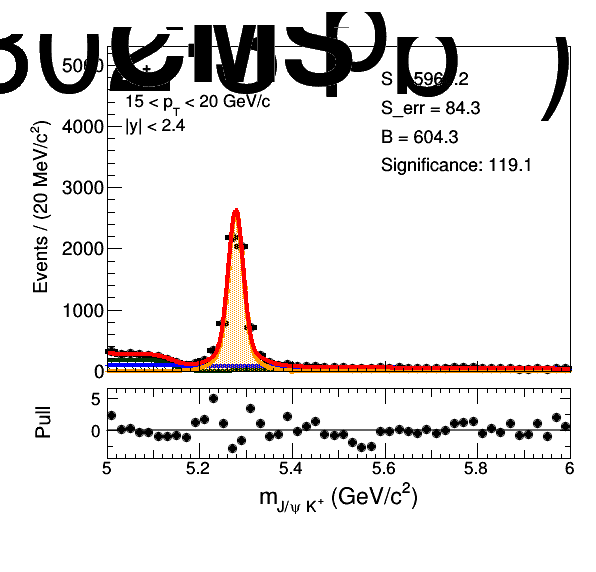 CMS
15 < p_T < 20 GeV/c
|y| < 2.4
S_err = 84.3
B = 604.3
Significance: 119.1
Events / (20 MeV/c²)
5000
4000
3000
2000
1000
0
Pull
5
0
5 5.2 5.4 5.6 5.8 6
m_{J/ψ K⁺} (GeV/c²)